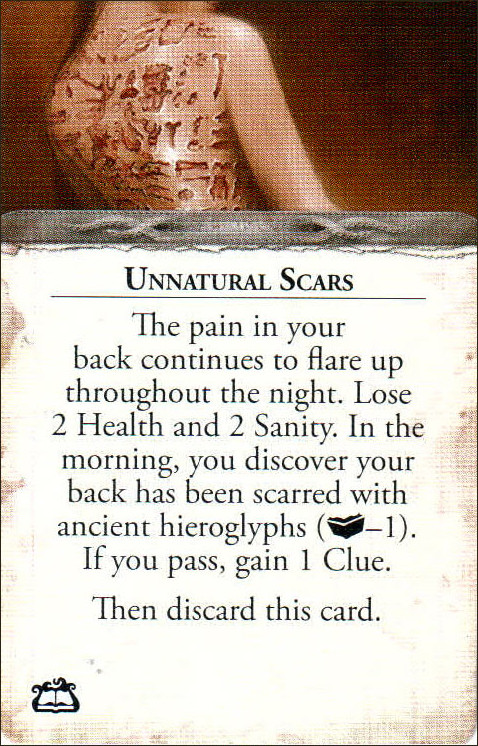 UNNATURAL SCARS
The pain in your
back continues to flare up
throughout the night. Lose
2 Health and 2 Sanity. In the
morning, you discover your
back has been scarred with
ancient hieroglyphs (–1).
If you pass, gain 1 Clue.
Then discard this card.